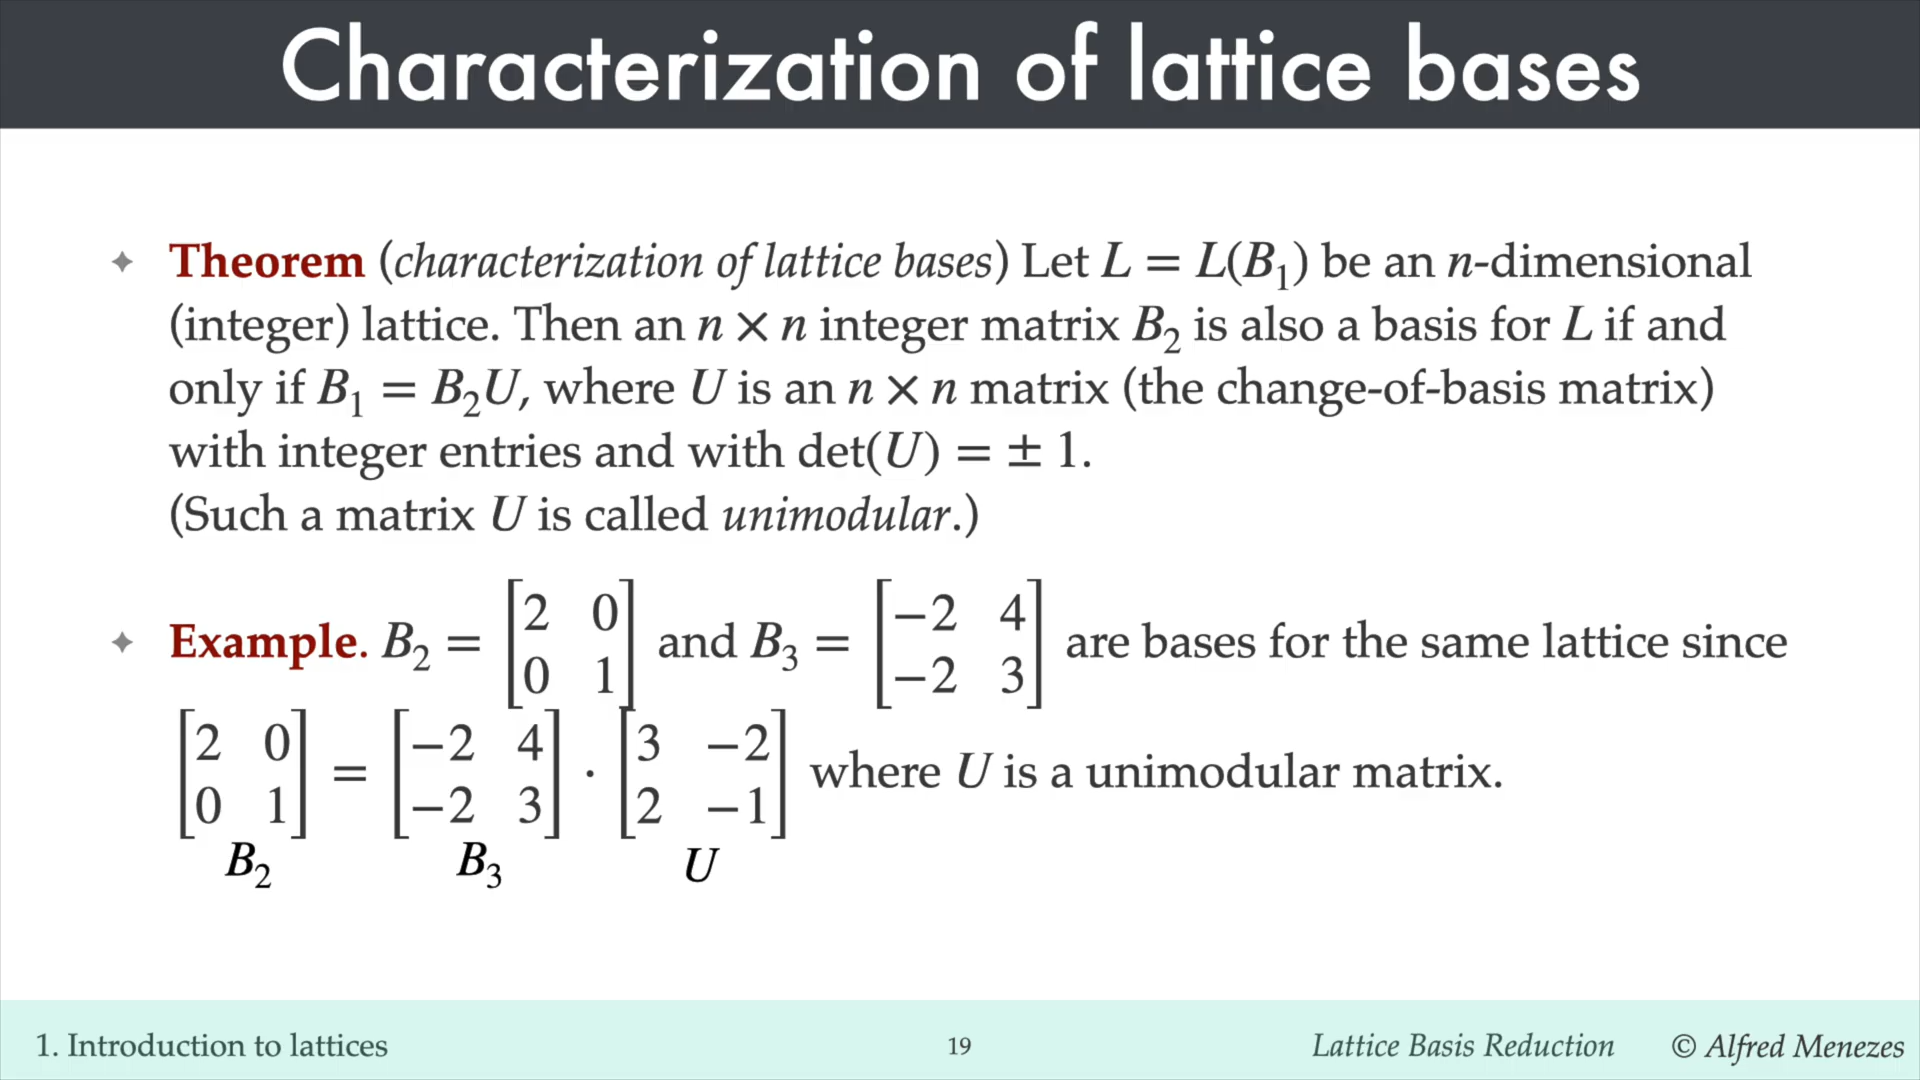 Characterization of lattice bases
✦ Theorem (characterization of lattice bases) Let L = L(B₁) be an n-dimensional
(integer) lattice. Then an n × n integer matrix B₂ is also a basis for L if and
only if B₁ = B₂U, where U is an n × n matrix (the change-of-basis matrix)
with integer entries and with det(U) = ± 1.
(Such a matrix U is called unimodular.)
✦ Example. B₂ = [2 0; 0 1] and B₃ = [−2 4; −2 3] are bases for the same lattice since
[2 0; 0 1] = [−2 4; −2 3] · [3 −2; 2 −1] where U is a unimodular matrix.
B₂ B₃ U
1. Introduction to lattices 19 Lattice Basis Reduction © Alfred Menezes